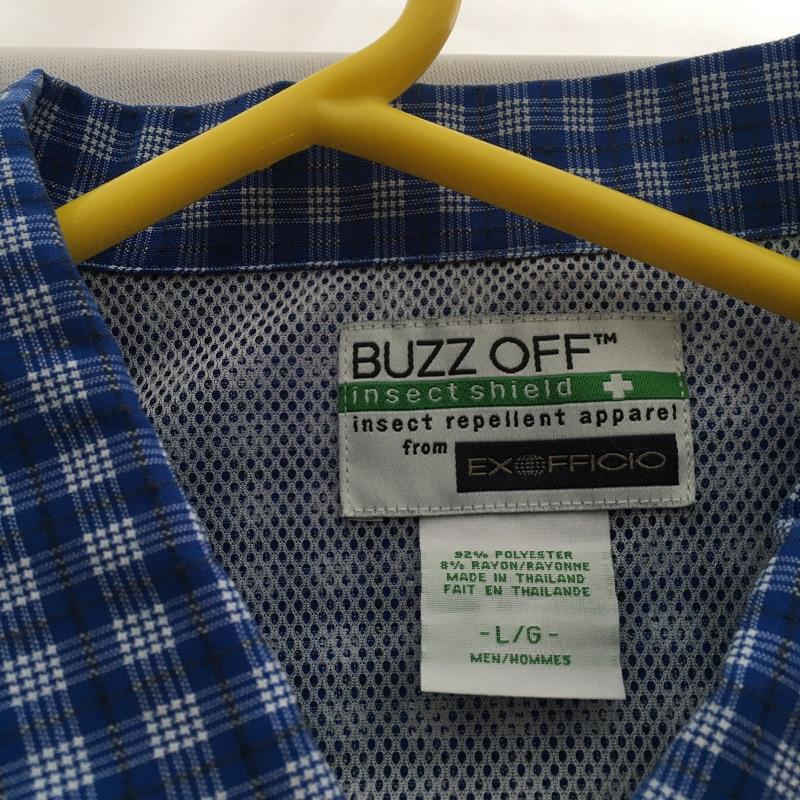 BUZZ OFF™
insect shield
insect repellent apparel
from EXOFFICIO
92% POLYESTER
8% RAYON/RAYONNE
MADE IN THAILAND
FAIT EN THAILANDE
-L/G-
MEN/HOMMES